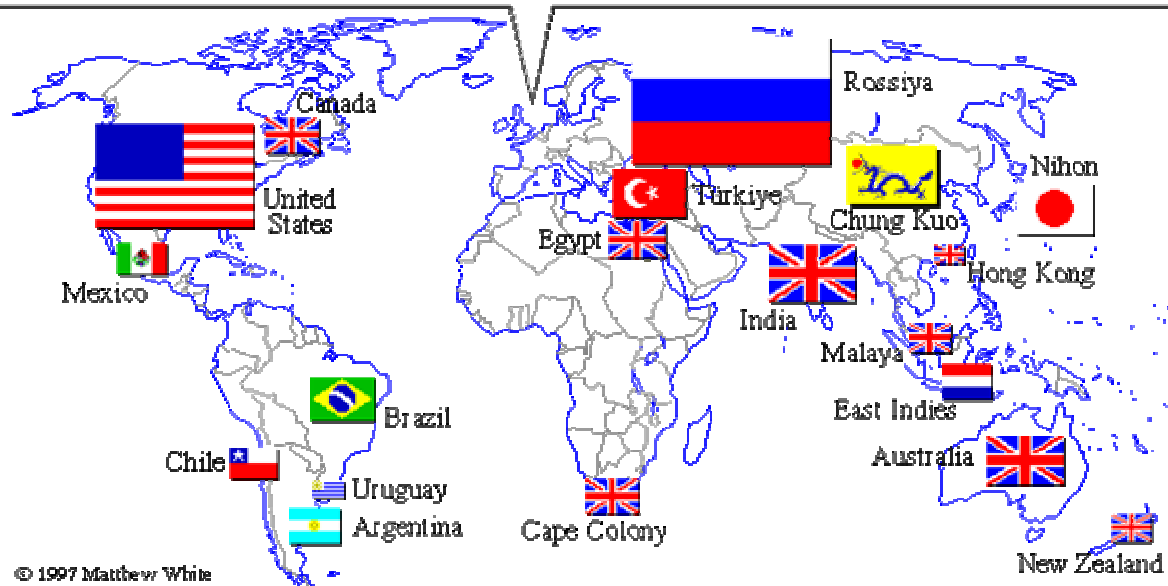 Rossiya
Canada
Nihon
United
States
Türkiye
Chung Kuo
Egypt
Hong Kong
Mexico
India
Malaya
East Indies
Brazil
Australia
Chile
Uruguay
Argentina
Cape Colony
New Zealand
© 1997 Matthew White